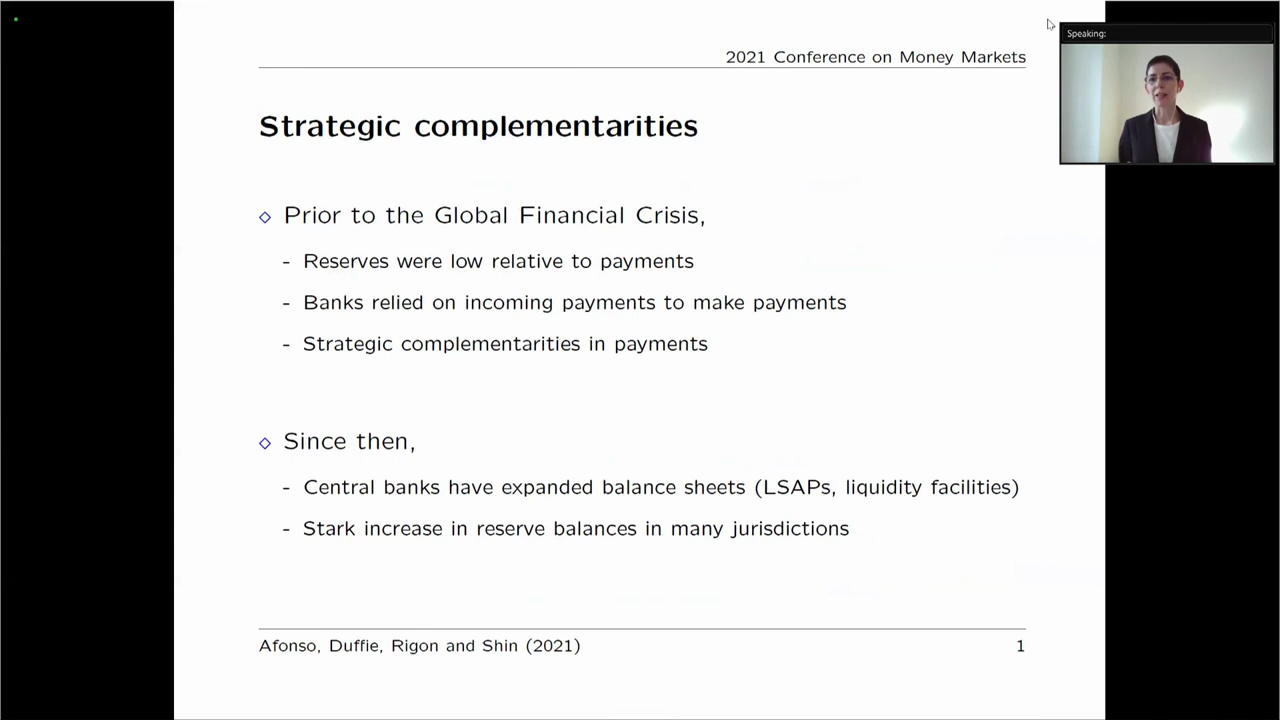 2021 Conference on Money Markets
Speaking:
Strategic complementarities
◇ Prior to the Global Financial Crisis,
- Reserves were low relative to payments
- Banks relied on incoming payments to make payments
- Strategic complementarities in payments
◇ Since then,
- Central banks have expanded balance sheets (LSAPs, liquidity facilities)
- Stark increase in reserve balances in many jurisdictions
Afonso, Duffie, Rigon and Shin (2021)
1